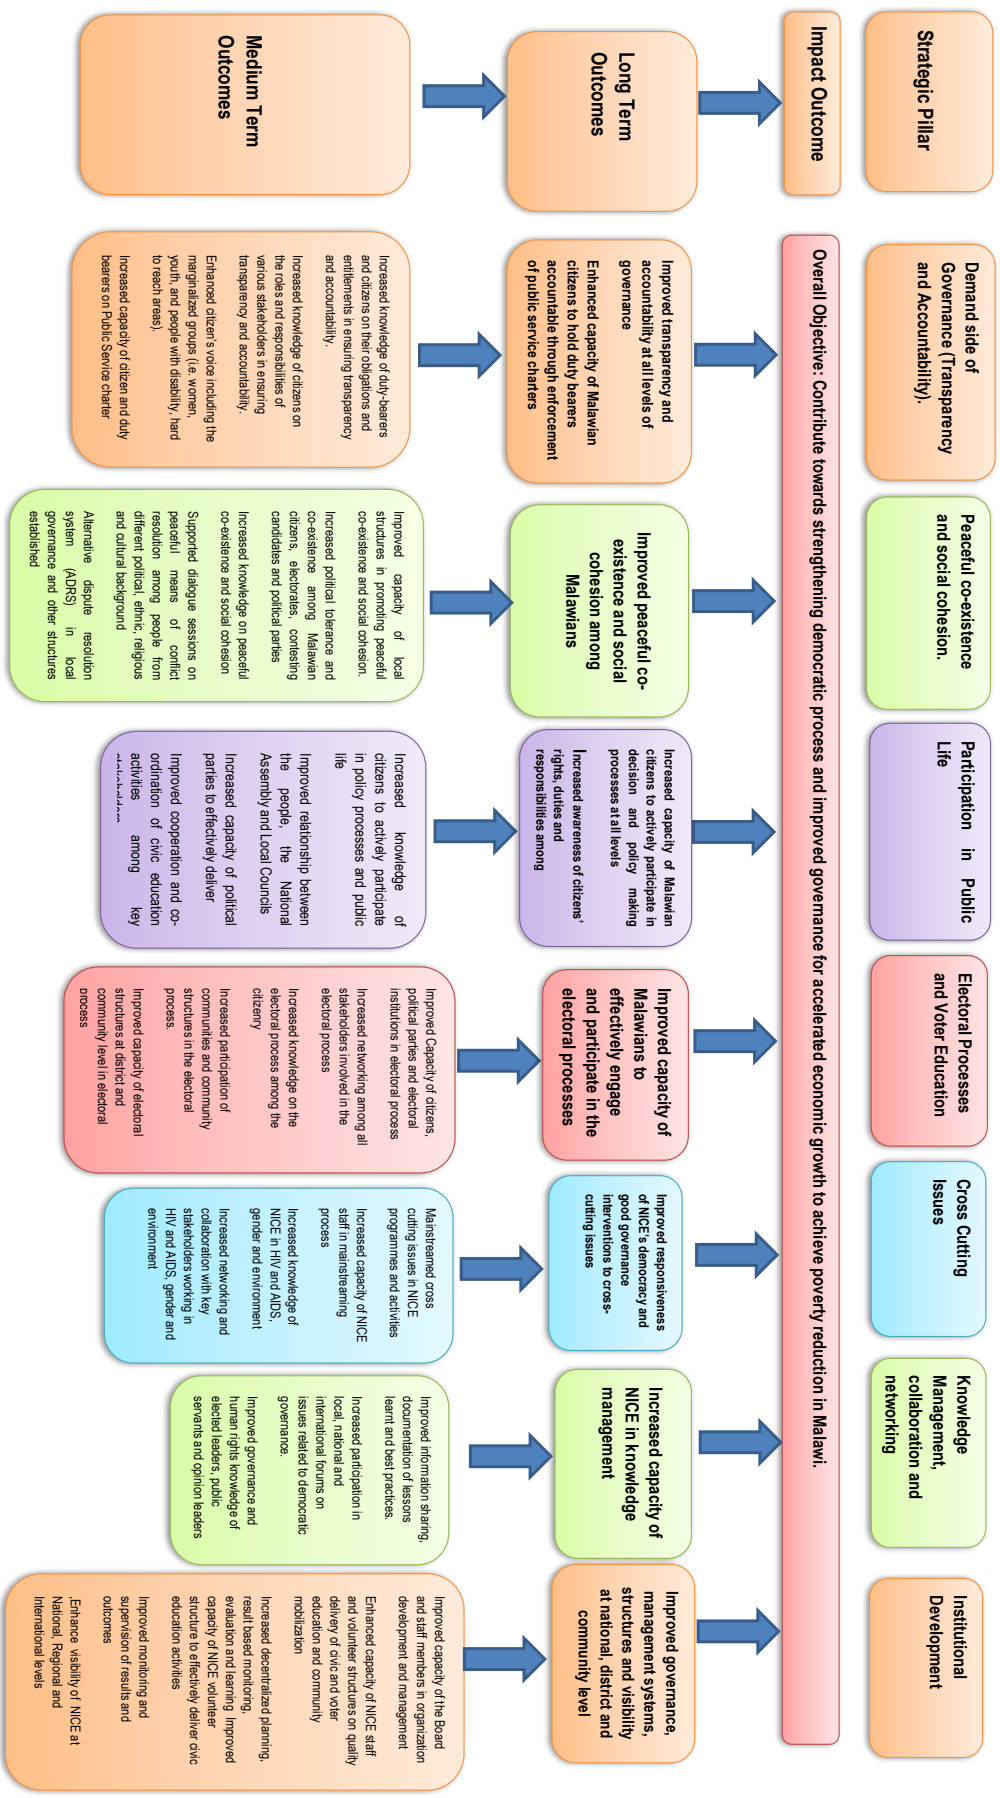 Strategic Pillar
Demand side of
Governance (Transparency
and Accountability).
Peaceful co-existence
and social cohesion.
Participation in Public
Life
Electoral Processes
and Voter Education
Cross Cutting
Issues
Knowledge
Management,
collaboration and
networking
Institutional
Development
Impact Outcome
Overall Objective: Contribute towards strengthening democratic process and improved governance for accelerated economic growth to achieve poverty reduction in Malawi.
Long Term
Outcomes
Improved transparency and
accountability at all levels of
governance
Enhanced capacity of Malawian
citizens to hold duty bearers
accountable through enforcement
of public service charters
Improved peaceful co-
existence and social
cohesion among
Malawians
Increased capacity of Malawian
citizens to actively participate in
decision and policy making
processes at all levels
Increased awareness of citizens'
rights, duties and
responsibilities among
Improved capacity of
Malawians to
effectively engage
and participate in the
electoral processes
Improved responsiveness
of NICE's democracy and
good governance
interventions to cross-
cutting issues
Increased capacity of
NICE in knowledge
management
Improved governance,
management systems,
structures and visibility
at national, district and
community level
Medium Term
Outcomes
Increased knowledge of duty-bearers
and citizens on their obligations and
entitlements in ensuring transparency
and accountability.
Increased knowledge of citizens on
the roles and responsibilities of
various stakeholders in ensuring
transparency and accountability.
Enhanced citizen's voice including the
marginalized groups (i.e. women,
youth, and people with disability, hard
to reach areas).
Increased capacity of citizen and duty
bearers on Public Service charter
Improved capacity of local
structures in promoting peaceful
co-existence and social cohesion.
Increased political tolerance and
co-existence among Malawian
citizens, electorates, contesting
candidates and political parties
Increased knowledge on peaceful
co-existence and social cohesion
Supported dialogue sessions on
peaceful means of conflict
resolution among people from
different political, ethnic, religious
and cultural background
Alternative dispute resolution
system (ADRS) in local
governance and other structures
established
Increased knowledge of
citizens to actively participate
in policy processes and public
life
Improved relationship between
the people, the National
Assembly and Local Councils
Increased capacity of political
parties to effectively deliver
Improved cooperation and co-
ordination of civic education
activities among key
stakeholders
Improved Capacity of citizens,
political parties and electoral
institutions in electoral process
Increased networking among all
stakeholders involved in the
electoral process
Increased knowledge on the
electoral process among the
citizenry
Increased participation of
communities and community
structures in the electoral
process.
Improved capacity of electoral
structures at district and
community level in electoral
process
Mainstreamed cross
cutting issues in NICE
programmes and activities
Increased capacity of NICE
staff in mainstreaming
process
Increased knowledge of
NICE in HIV and AIDS,
gender and environment
Increased networking and
collaboration with key
stakeholders working in
HIV and AIDS, gender and
environment
Improved information sharing,
documentation of lessons
learnt and best practices.
Increased participation in
local, national and
international forums on
issues related to democratic
governance.
Improved governance and
human rights knowledge of
elected leaders, public
servants and opinion leaders
Improved capacity of the Board
and staff members in organization
development and management
Enhanced capacity of NICE staff
and volunteer structures on quality
delivery of civic and voter
education and community
mobilization
Increased decentralized planning,
result based monitoring,
evaluation and learning Improved
capacity of NICE volunteer
structure to effectively deliver civic
education activities
Improved monitoring and
supervision of results and
outcomes
.Enhance visibility of NICE at
National, Regional and
International levels